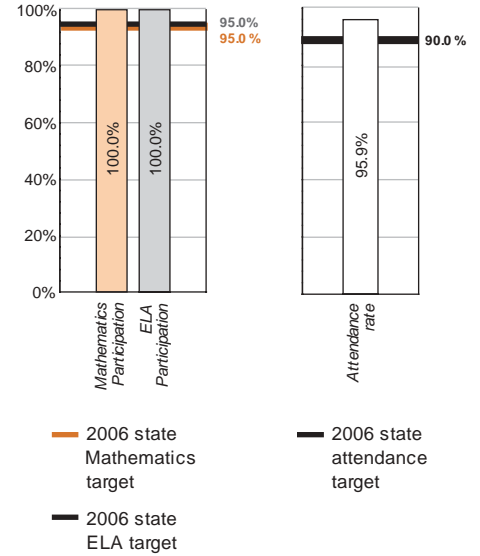 100%
80%
60%
40%
20%
0%
95.0%
95.0%
100.0%
100.0%
Mathematics
Participation
ELA
Participation
90.0%
95.9%
Attendance
rate
2006 state
Mathematics
target
2006 state
ELA target
2006 state
attendance
target